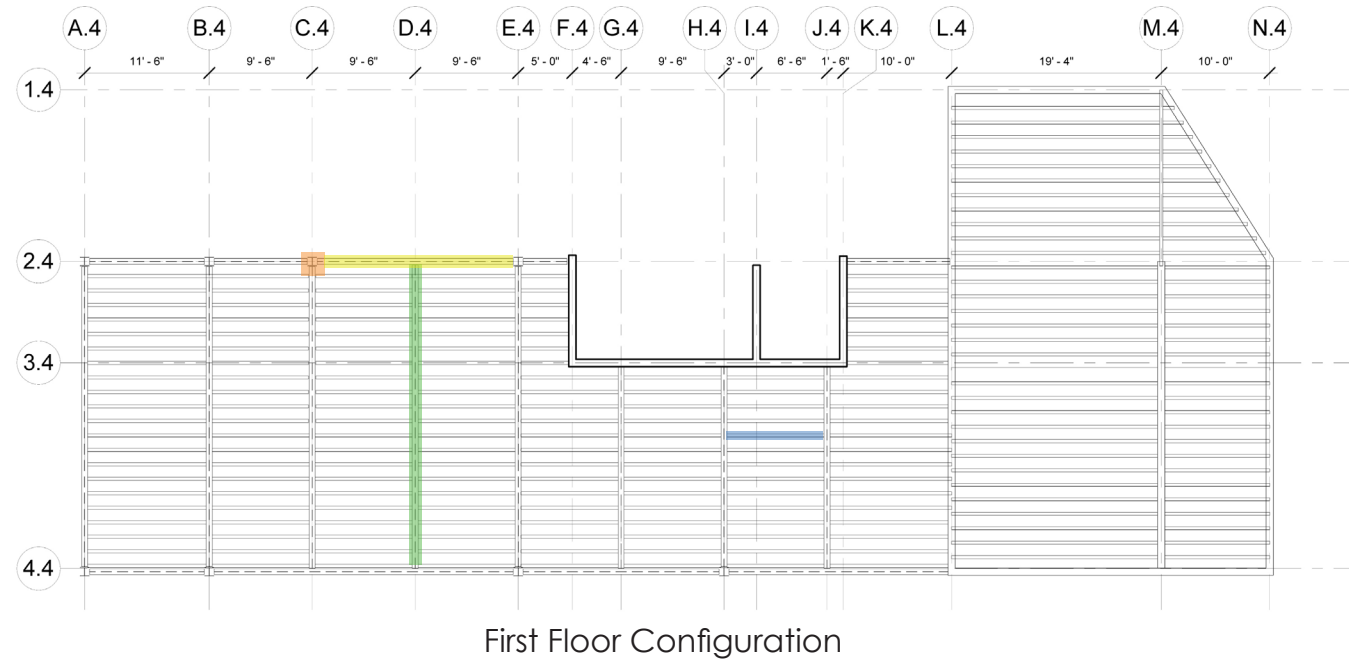 A.4 B.4 C.4 D.4 E.4 F.4 G.4 H.4 I.4 J.4 K.4 L.4 M.4 N.4
11' - 6" 9' - 6" 9' - 6" 9' - 6" 5' - 0" 4' - 6" 9' - 6" 3' - 0" 6' - 6" 1' - 6" 10' - 0" 19' - 4" 10' - 0"
1.4
2.4
3.4
4.4
First Floor Configuration